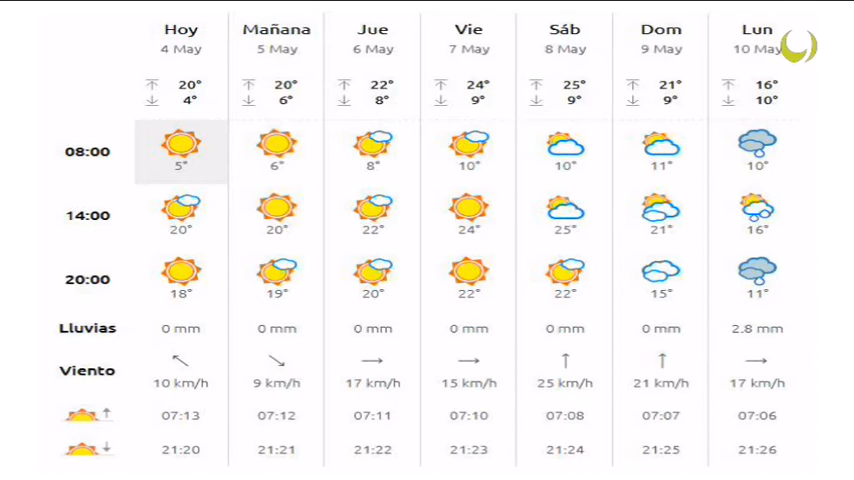 Hoy Mañana Jue Vie Sáb Dom Lun
4 May 5 May 6 May 7 May 8 May 9 May 10 May
20° 20° 22° 24° 25° 21° 16°
4° 6° 8° 9° 9° 9° 10°
08:00
5° 6° 8° 10° 10° 11° 10°
14:00
20° 20° 22° 24° 25° 21° 16°
20:00
18° 19° 20° 22° 22° 15° 11°
Lluvias 0 mm 0 mm 0 mm 0 mm 0 mm 0 mm 2.8 mm
Viento
10 km/h 9 km/h 17 km/h 15 km/h 25 km/h 21 km/h 17 km/h
07:13 07:12 07:11 07:10 07:08 07:07 07:06
21:20 21:21 21:22 21:23 21:24 21:25 21:26